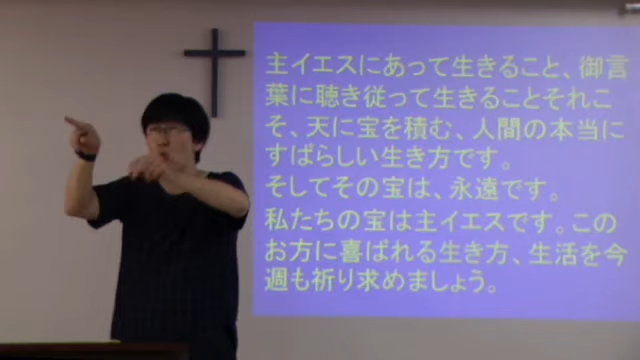 主イエスにあって生きること、御言
葉に聴き従って生きることそれこ
そ、天に宝を積む、人間の本当に
すばらしい生き方です。
そしてその宝は、永遠です。
私たちの宝は主イエスです。この
お方に喜ばれる生き方、生活を今
週も祈り求めましょう。